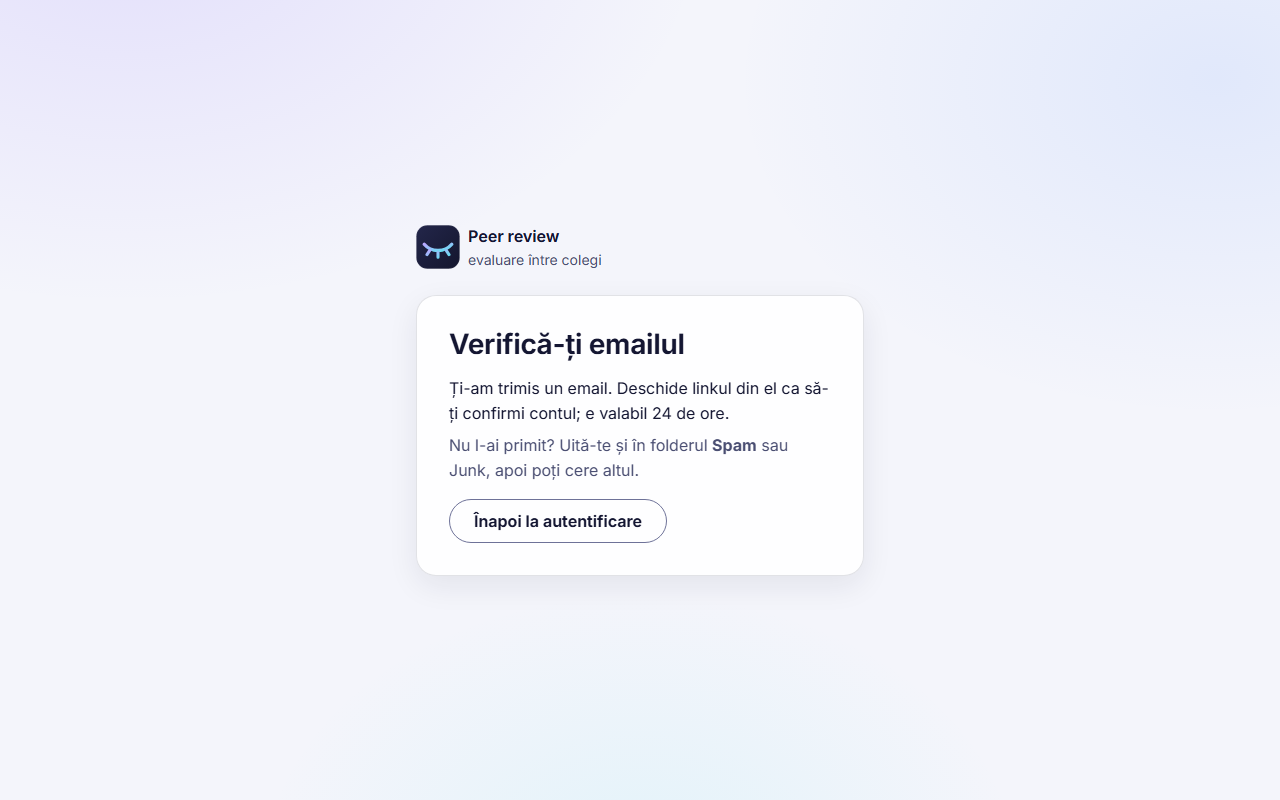 Peer review
evaluare între colegi
Verifică-ți emailul
Ți-am trimis un email. Deschide linkul din el ca să-
ți confirmi contul; e valabil 24 de ore.
Nu l-ai primit? Uită-te și în folderul Spam sau
Junk, apoi poți cere altul.
Înapoi la autentificare